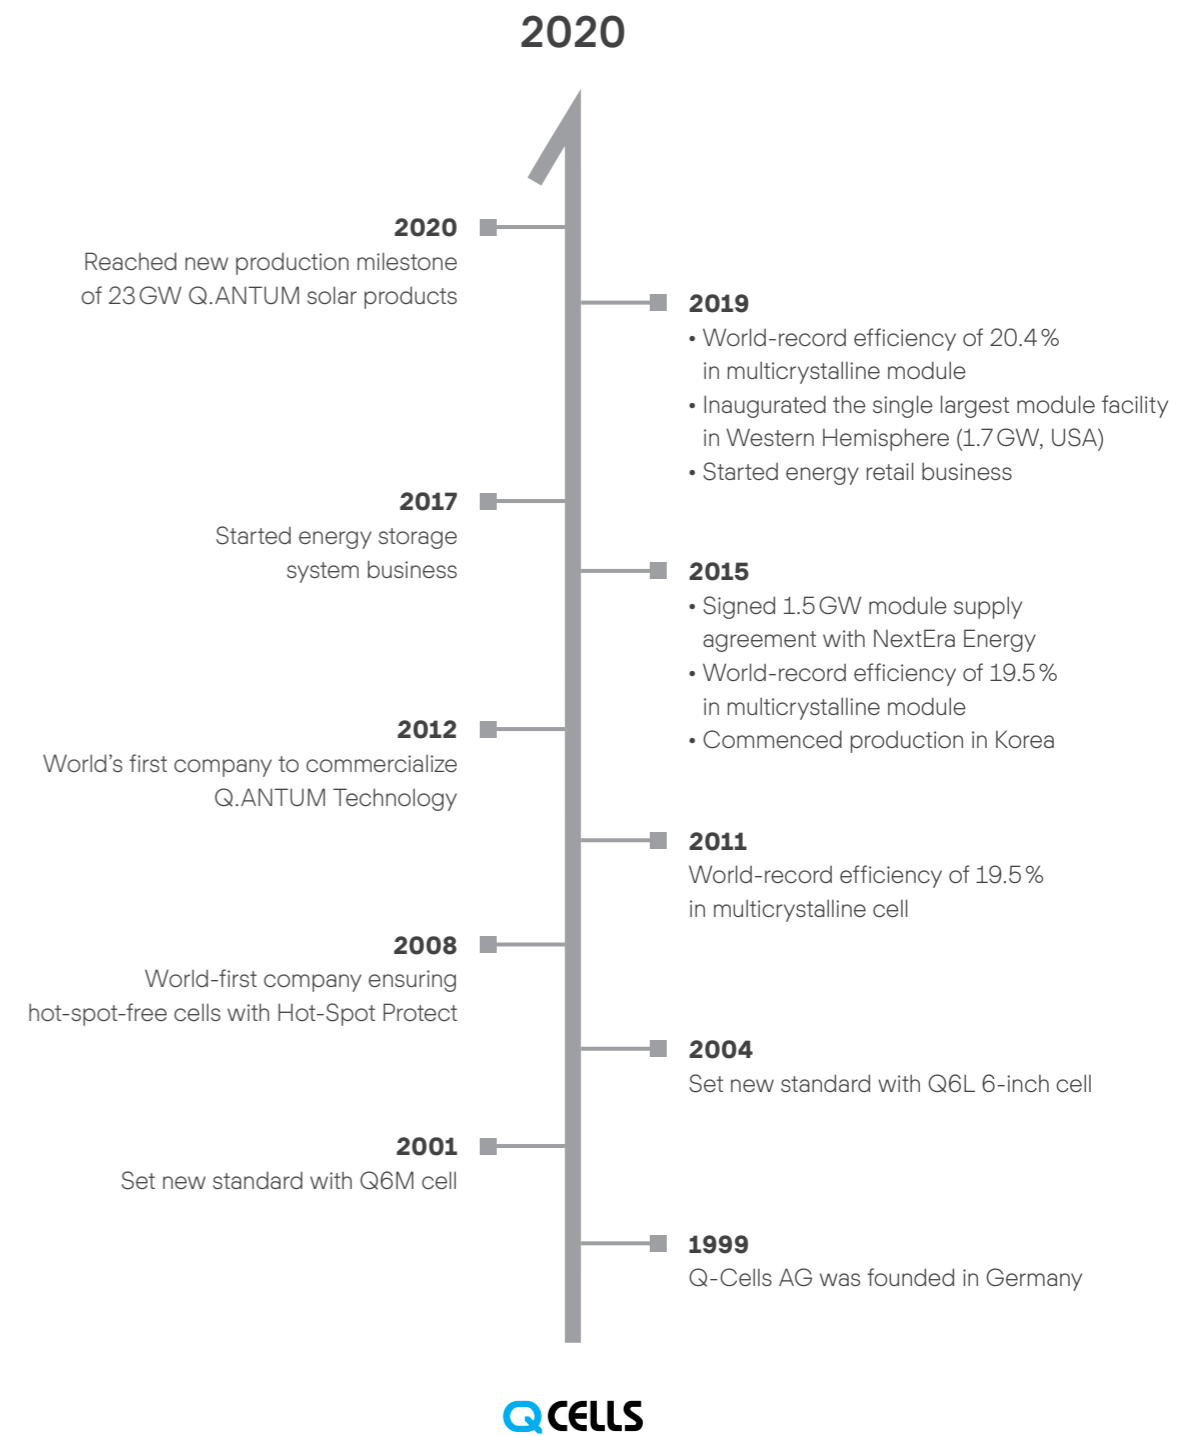 2020
2020
Reached new production milestone
of 23 GW Q.ANTUM solar products
2019
• World-record efficiency of 20.4 %
in multicrystalline module
• Inaugurated the single largest module facility
in Western Hemisphere (1.7 GW, USA)
• Started energy retail business
2017
Started energy storage
system business
2015
• Signed 1.5 GW module supply
agreement with NextEra Energy
• World-record efficiency of 19.5 %
in multicrystalline module
• Commenced production in Korea
2012
World’s first company to commercialize
Q.ANTUM Technology
2011
World-record efficiency of 19.5 %
in multicrystalline cell
2008
World-first company ensuring
hot-spot-free cells with Hot-Spot Protect
2004
Set new standard with Q6L 6-inch cell
2001
Set new standard with Q6M cell
1999
Q-Cells AG was founded in Germany
Q CELLS